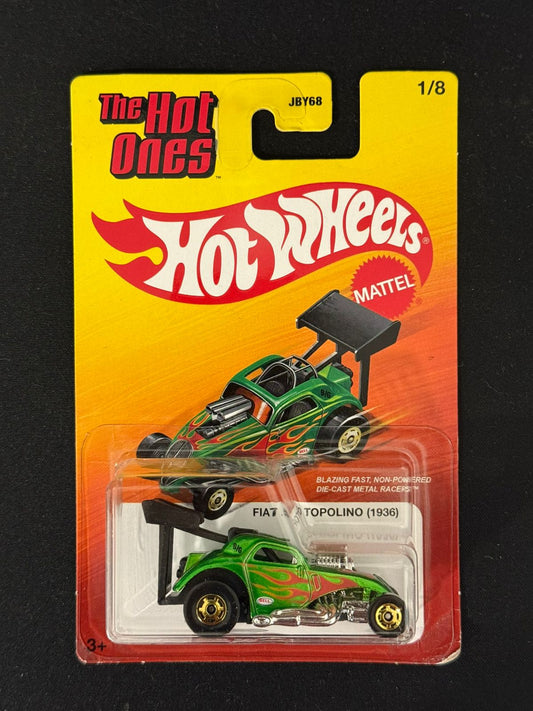 The Hot
Ones™
JBY68
1/8
Hot Wheels®
MATTEL
BLAZING FAST, NON-POWERED
DIE-CAST METAL RACERS™
TOPOLINO (1936)
3+